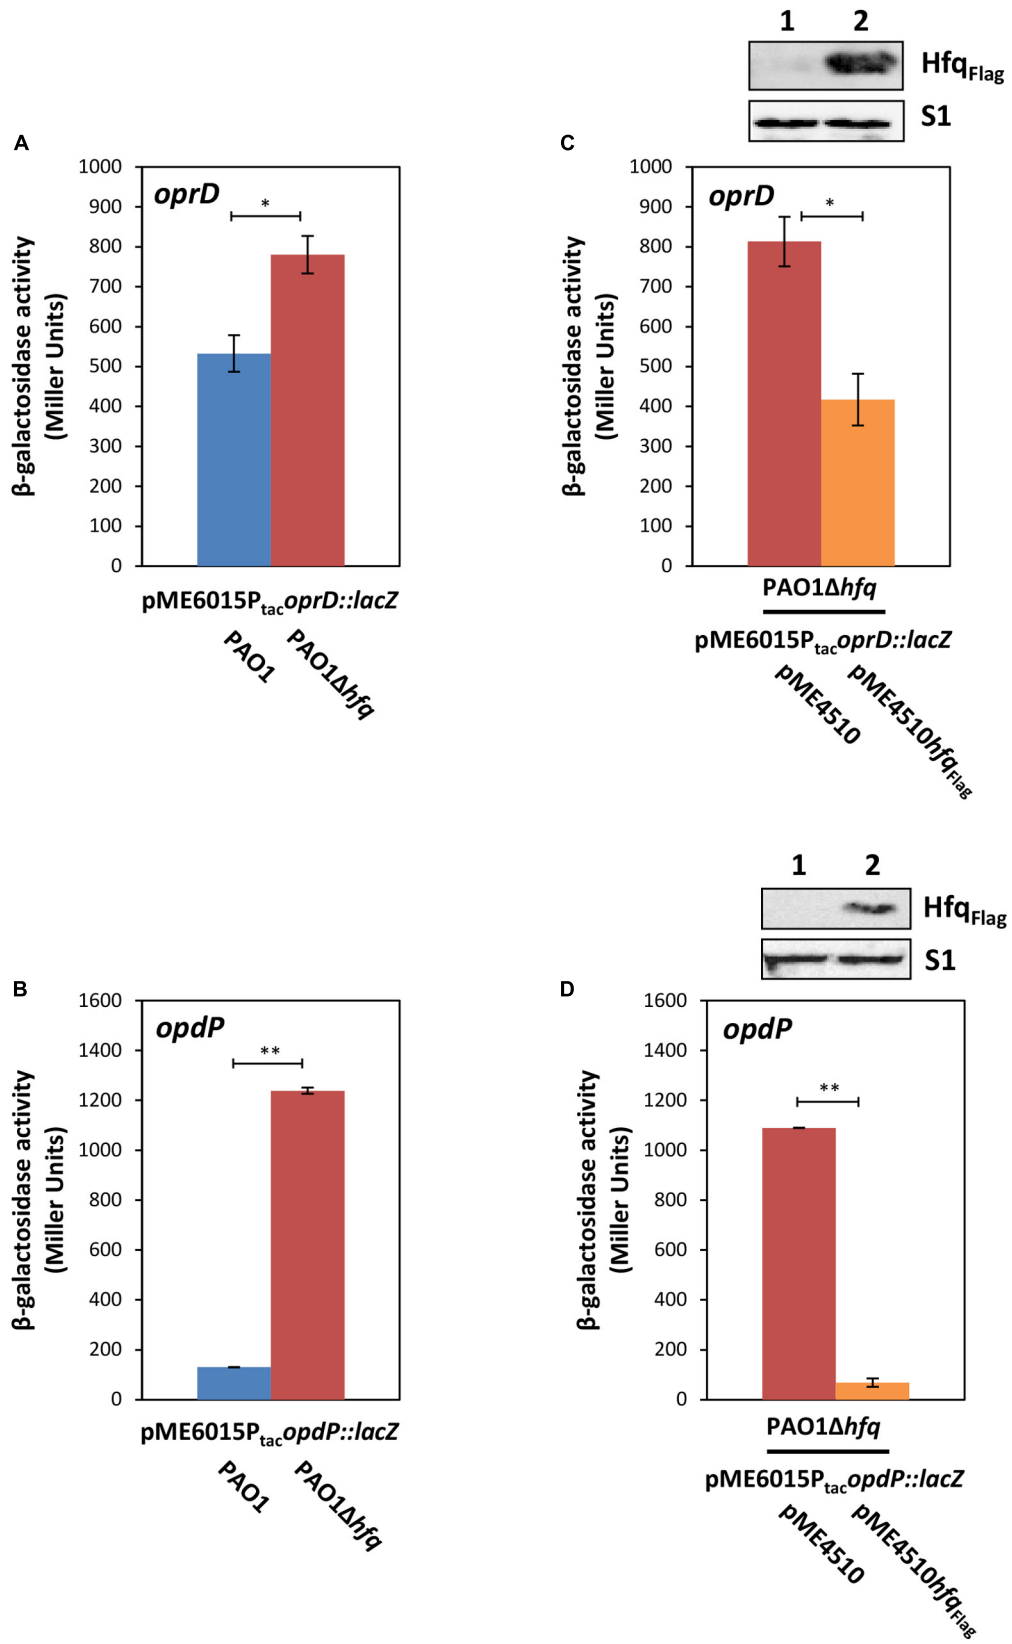 A
1000
900
800
700
600
500
400
300
200
100
0
β-galactosidase activity
(Miller Units)
oprD
*
pME6015PtacoprD::lacZ
PAO1
PAO1Δhfq
1 2
HfqFlag
S1
C
1000
900
800
700
600
500
400
300
200
100
0
β-galactosidase activity
(Miller Units)
oprD
*
PAO1Δhfq
pME6015PtacoprD::lacZ
pME4510
pME4510hfqFlag
B
1600
1400
1200
1000
800
600
400
200
0
β-galactosidase activity
(Miller Units)
opdP
**
pME6015PtacopdP::lacZ
PAO1
PAO1Δhfq
1 2
HfqFlag
S1
D
1600
1400
1200
1000
800
600
400
200
0
β-galactosidase activity
(Miller Units)
opdP
**
PAO1Δhfq
pME6015PtacopdP::lacZ
pME4510
pME4510hfqFlag